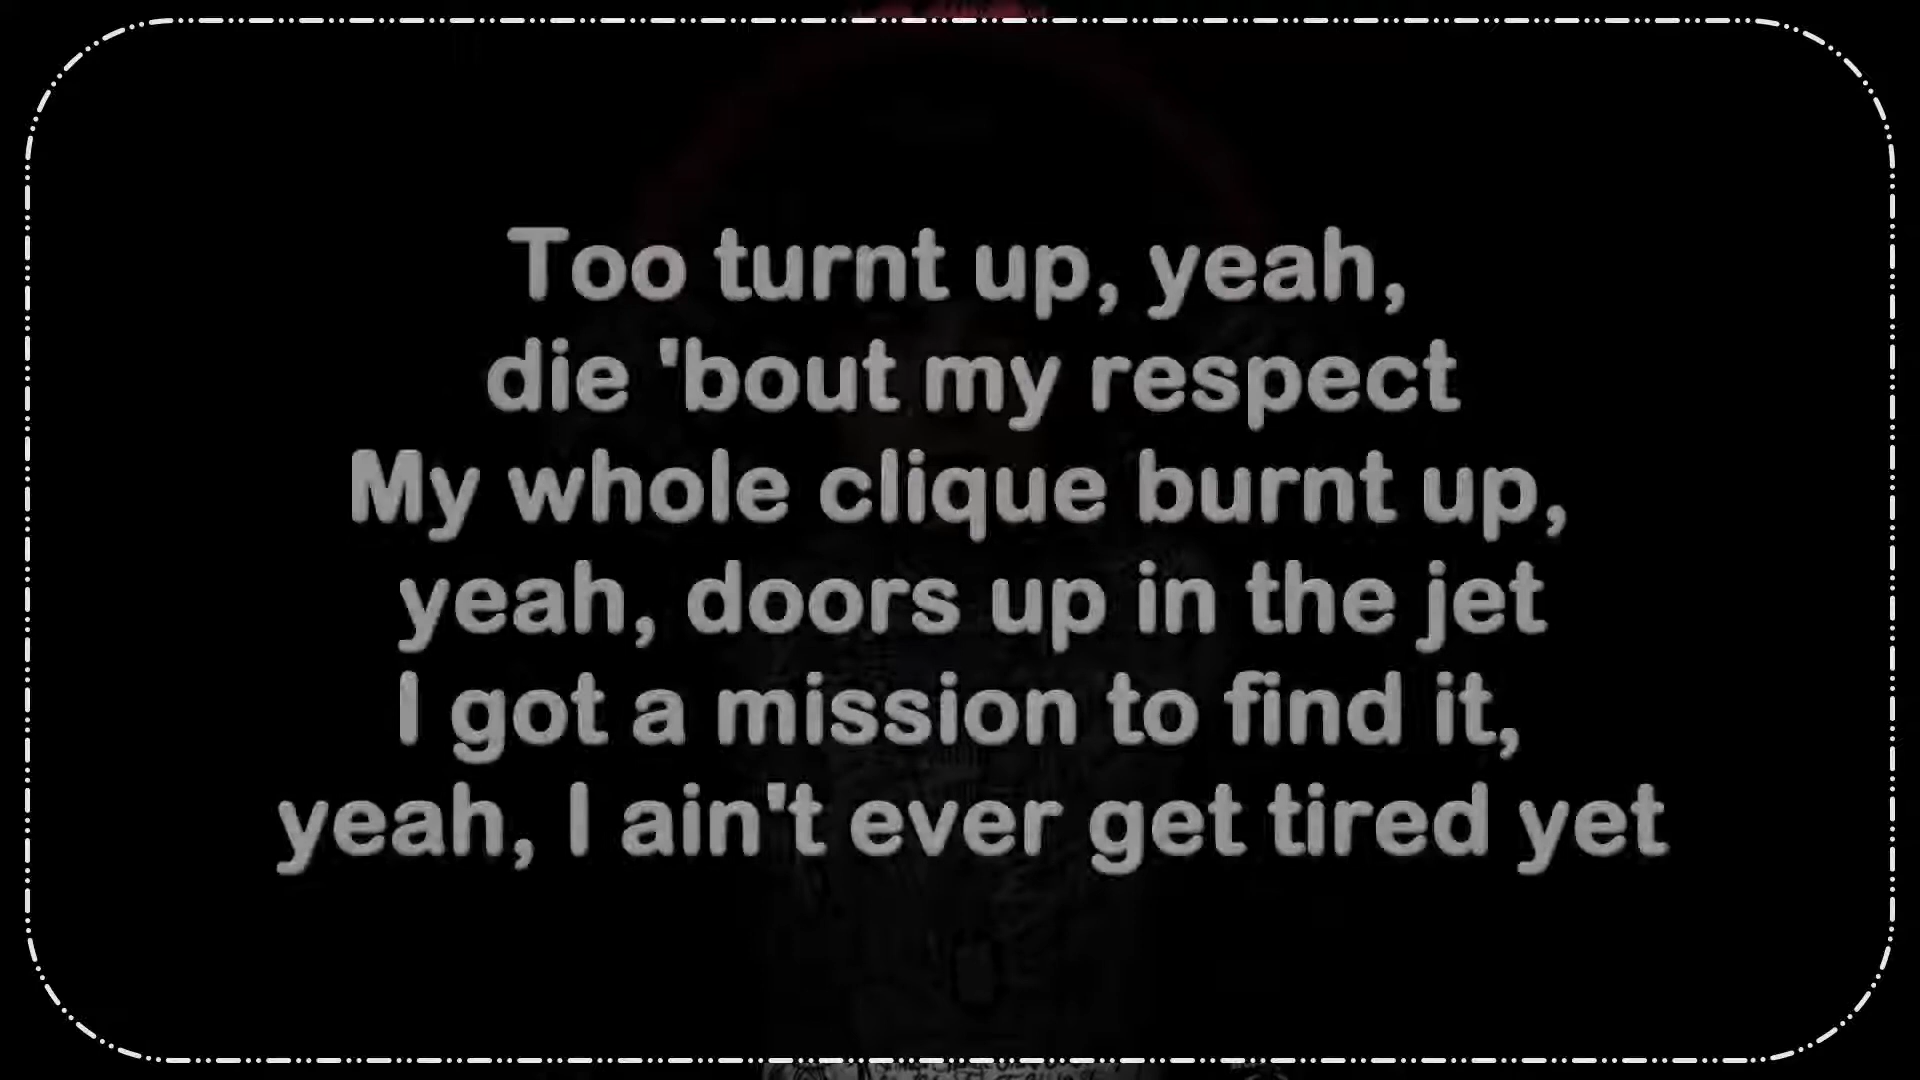 Too turnt up, yeah,
die 'bout my respect
My whole clique burnt up,
yeah, doors up in the jet
I got a mission to find it,
yeah, I ain't ever get tired yet